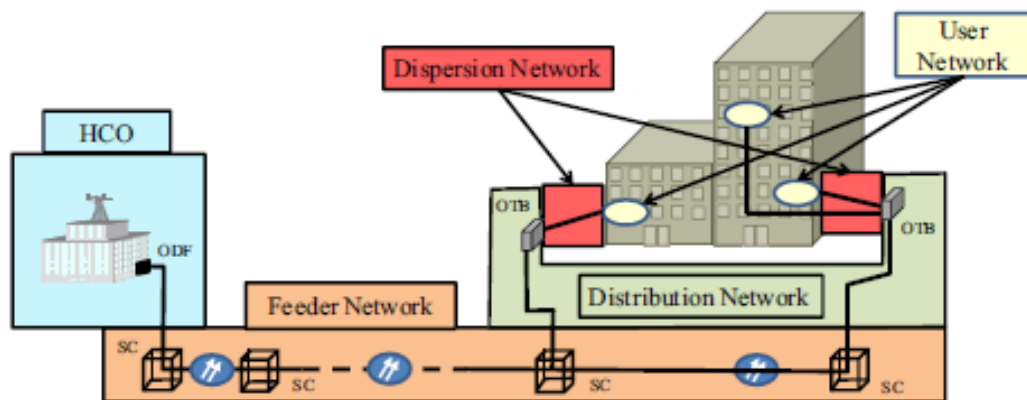 User
Network
Dispersion Network
HCO
OTB
OTB
ODF
Distribution Network
Feeder Network
SC
SC
SC
SC